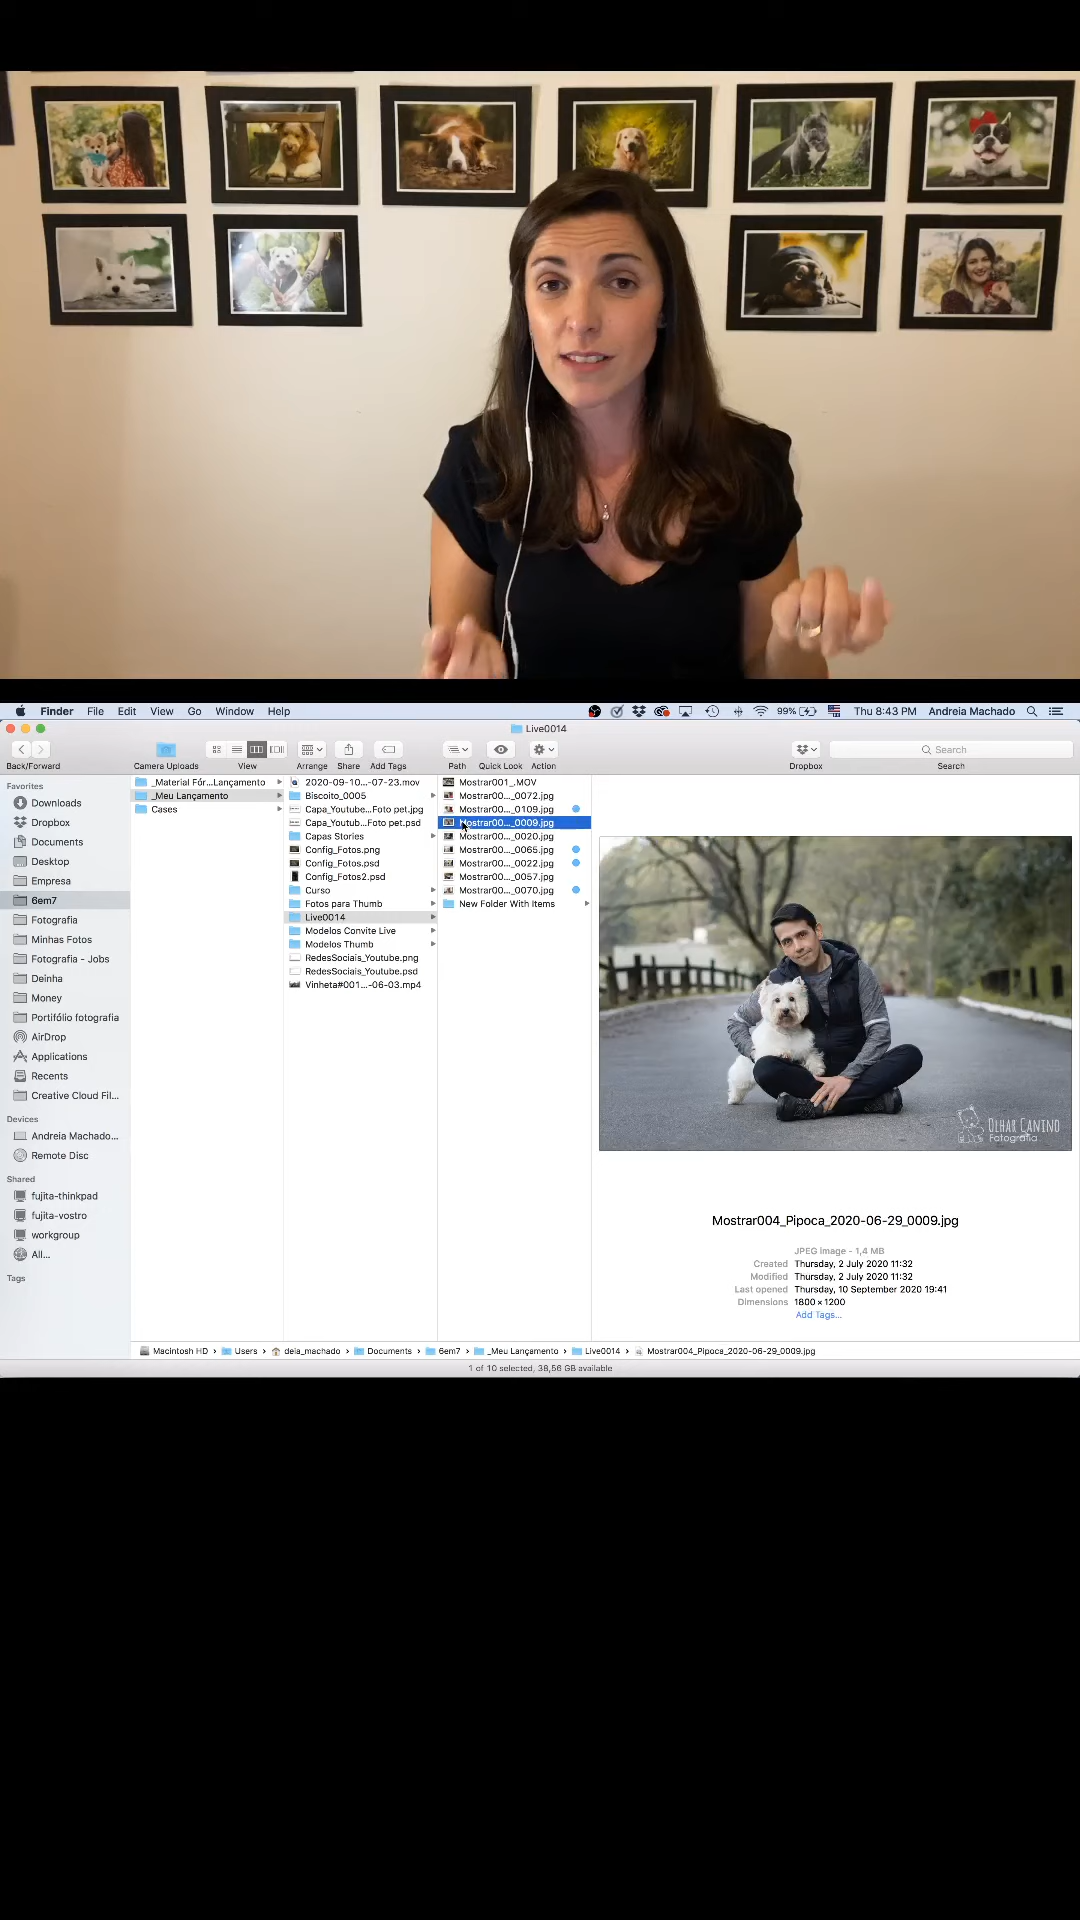 Finder File Edit View Go Window Help 99% Thu 8:43 PM Andreia Machado
Live0014
Back/Forward Camera Uploads View Arrange Share Add Tags Path Quick Look Action Dropbox Search
Search
Favorites
Downloads
Dropbox
Documents
Desktop
Empresa
6em7
Fotografia
Minhas Fotos
Fotografia - Jobs
Deinha
Money
Portifólio fotografia
AirDrop
Applications
Recents
Creative Cloud Fil...
Devices
Andreia Machado...
Remote Disc
Shared
fujita-thinkpad
fujita-vostro
workgroup
All...
Tags
_Material Fór...Lançamento
_Meu Lançamento
Cases
2020-09-10...-07-23.mov
Biscoito_0005
Capa_Youtube...Foto pet.jpg
Capa_Youtub...Foto pet.psd
Capas Stories
Config_Fotos.png
Config_Fotos.psd
Config_Fotos2.psd
Curso
Fotos para Thumb
Live0014
Modelos Convite Live
Modelos Thumb
RedesSociais_Youtube.png
RedesSociais_Youtube.psd
Vinheta#001...-06-03.mp4
Mostrar001_.MOV
Mostrar00..._0072.jpg
Mostrar00..._0109.jpg
Mostrar00..._0009.jpg
Mostrar00..._0020.jpg
Mostrar00..._0065.jpg
Mostrar00..._0022.jpg
Mostrar00..._0057.jpg
Mostrar00..._0070.jpg
New Folder With Items
OLHAR CANINO
Fotografia
Mostrar004_Pipoca_2020-06-29_0009.jpg
JPEG image - 1,4 MB
Created Thursday, 2 July 2020 11:32
Modified Thursday, 2 July 2020 11:32
Last opened Thursday, 10 September 2020 19:41
Dimensions 1800×1200
Add Tags...
Macintosh HD › Users › deia_machado › Documents › 6em7 › _Meu Lançamento › Live0014 › Mostrar004_Pipoca_2020-06-29_0009.jpg
1 of 10 selected, 38,56 GB available